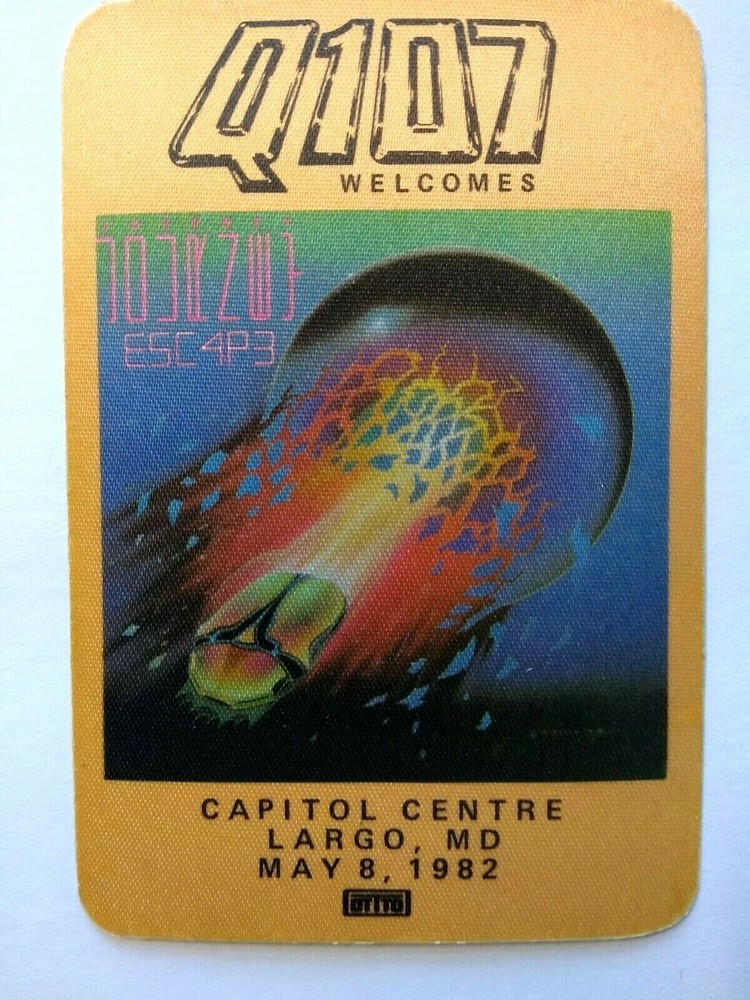 Q107
WELCOMES
ESC4P3
CAPITOL CENTRE
LARGO, MD
MAY 8, 1982
OTTO